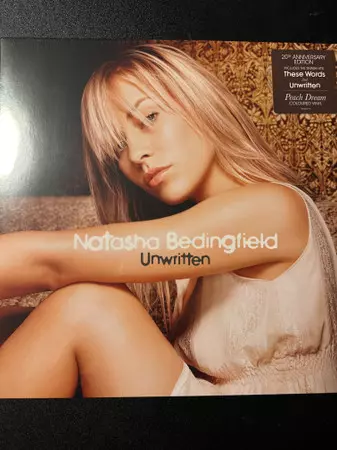 20TH ANNIVERSARY
EDITION
These Words
Unwritten
Peach Dream
COLOURED VINYL
Natasha Bedingfield
Unwritten